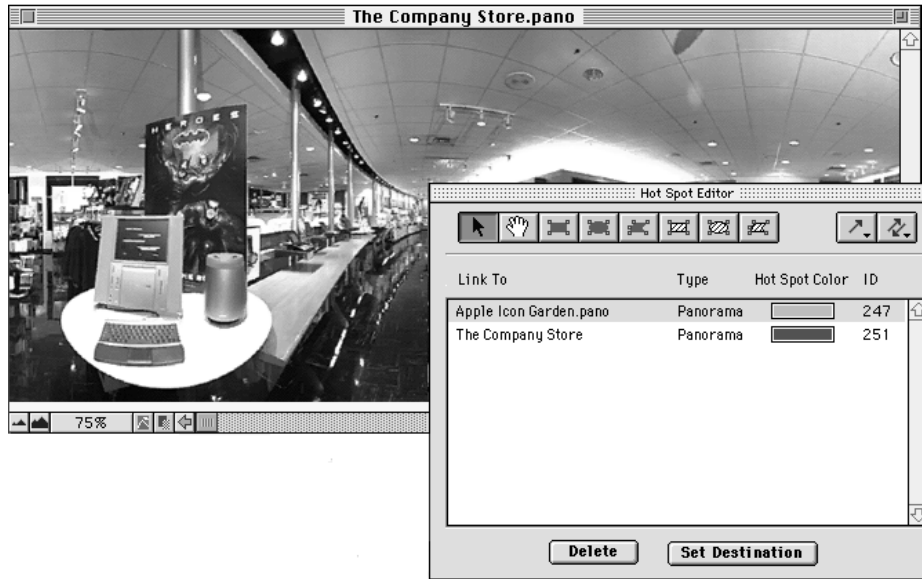 The Company Store.pano
HEROES
Hot Spot Editor
Link To Type Hot Spot Color ID
Apple Icon Garden.pano Panorama 247
The Company Store Panorama 251
75%
Delete Set Destination